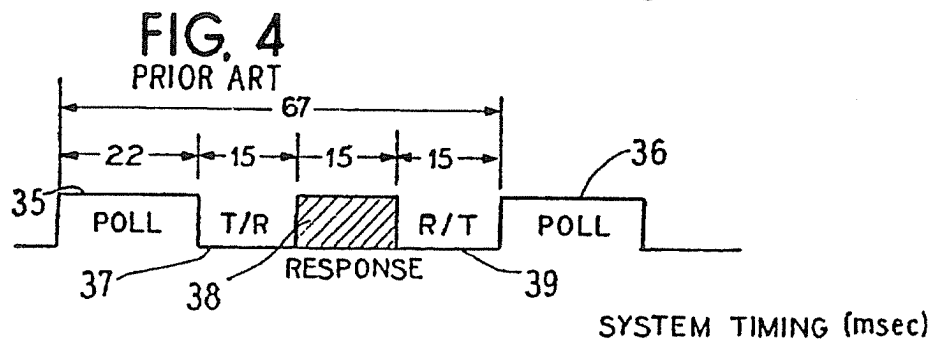 FIG. 4
PRIOR ART
67
22 15 15 15
35 36
POLL T/R R/T POLL
37 38 RESPONSE 39
SYSTEM TIMING (msec)